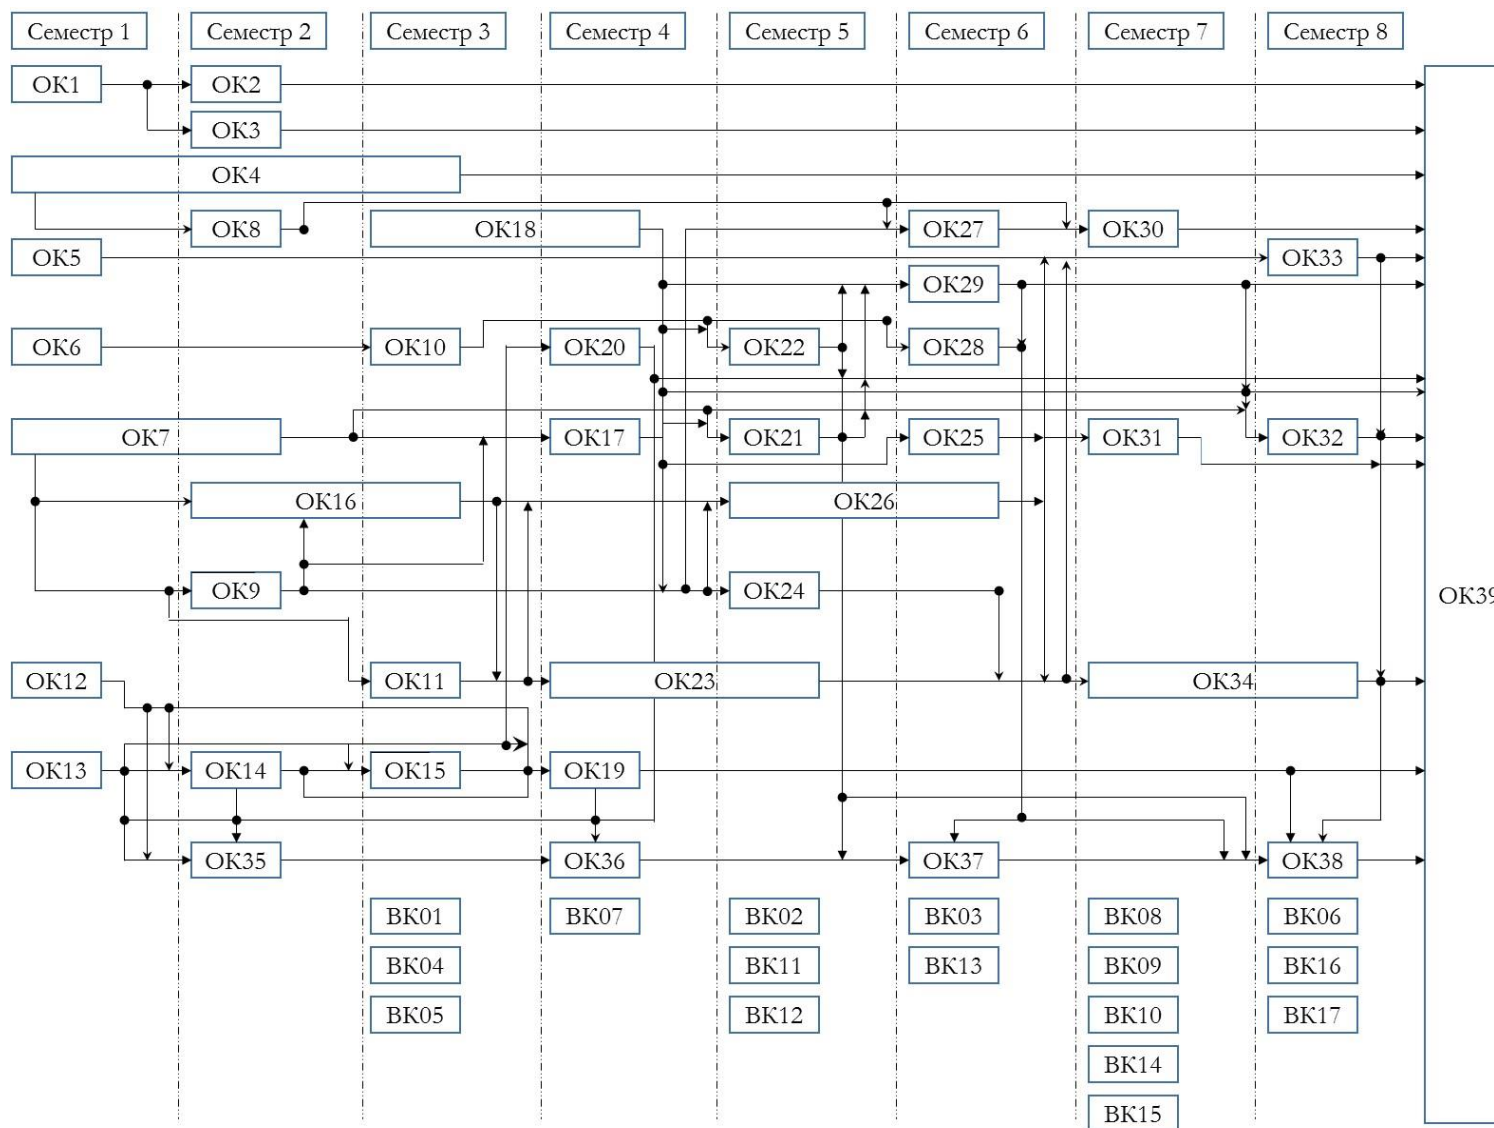 Семестр 1 Семестр 2 Семестр 3 Семестр 4 Семестр 5 Семестр 6 Семестр 7 Семестр 8
ОК1 ОК2
ОК3
ОК4
ОК8 ОК18 ОК27 ОК30
ОК5 ОК33
ОК29
ОК6 ОК10 ОК20 ОК22 ОК28
ОК7 ОК17 ОК21 ОК25 ОК31 ОК32
ОК16 ОК26
ОК9 ОК24 ОК39
ОК12 ОК11 ОК23 ОК34
ОК13 ОК14 ОК15 ОК19
ОК35 ОК36 ОК37 ОК38
ВК01 ВК07 ВК02 ВК03 ВК08 ВК06
ВК04 ВК11 ВК13 ВК09 ВК16
ВК05 ВК12 ВК10 ВК17
ВК14
ВК15